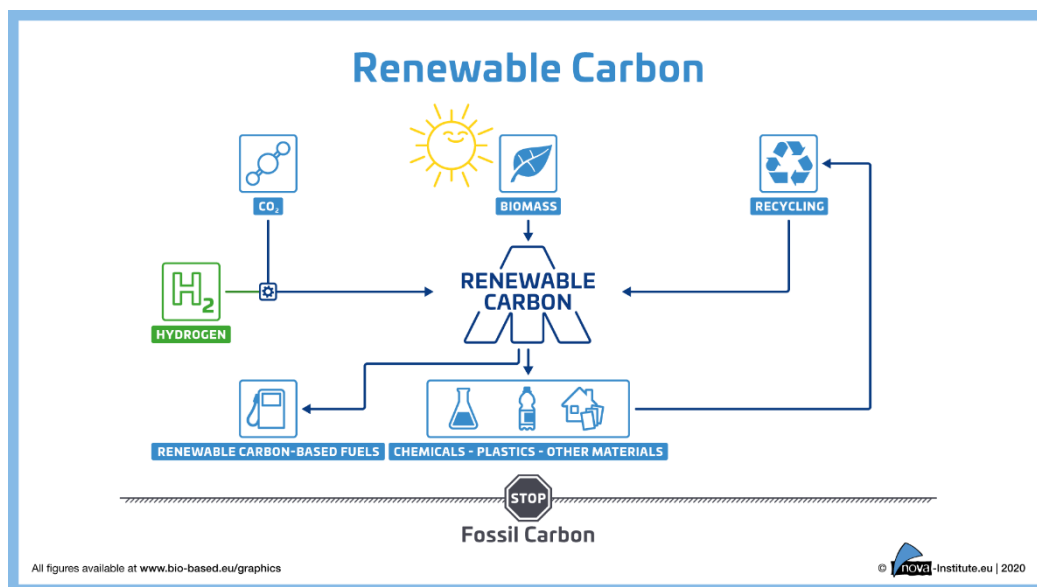 Renewable Carbon
CO₂
BIOMASS
RECYCLING
H₂
HYDROGEN
RENEWABLE
CARBON
RENEWABLE CARBON-BASED FUELS
CHEMICALS - PLASTICS - OTHER MATERIALS
STOP
Fossil Carbon
All figures available at www.bio-based.eu/graphics
© nova-Institute.eu | 2020